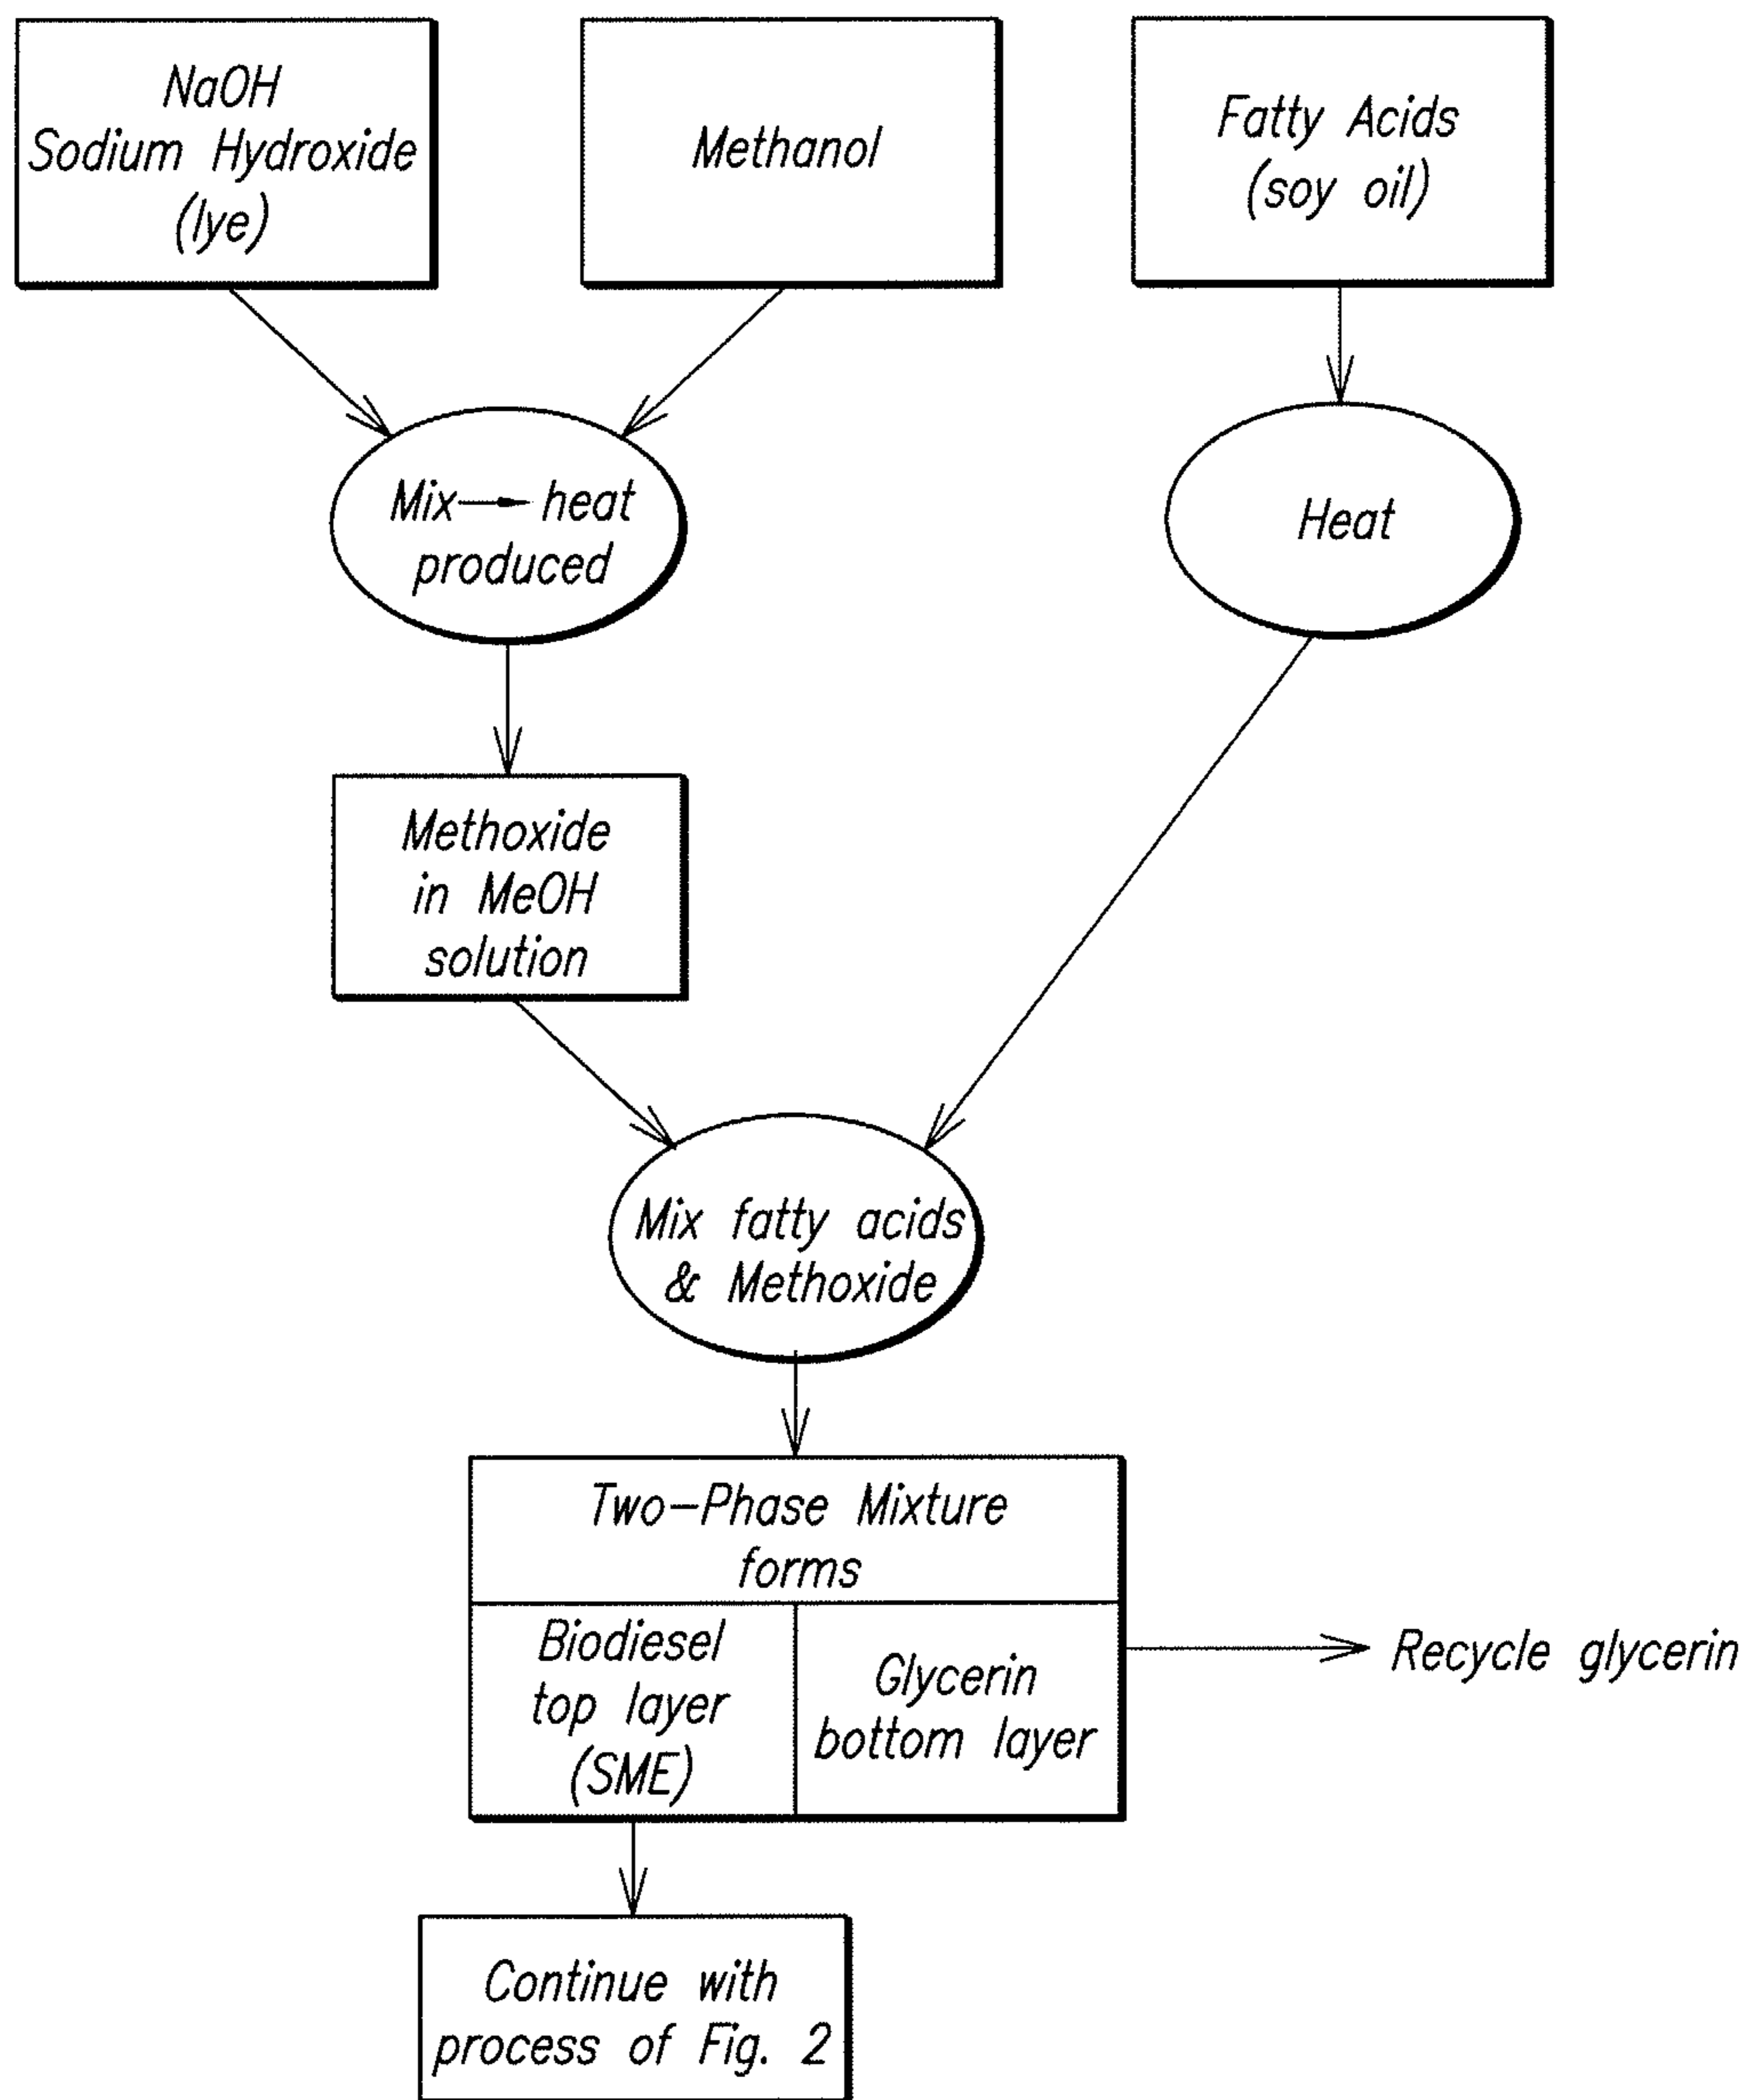 NaOH
Sodium Hydroxide
(lye)
Methanol
Fatty Acids
(soy oil)
Mix→heat
produced
Heat
Methoxide
in MeOH
solution
Mix fatty acids
& Methoxide
Two-Phase Mixture
forms
Biodiesel
top layer
(SME)
Glycerin
bottom layer
Recycle glycerin
Continue with
process of Fig. 2